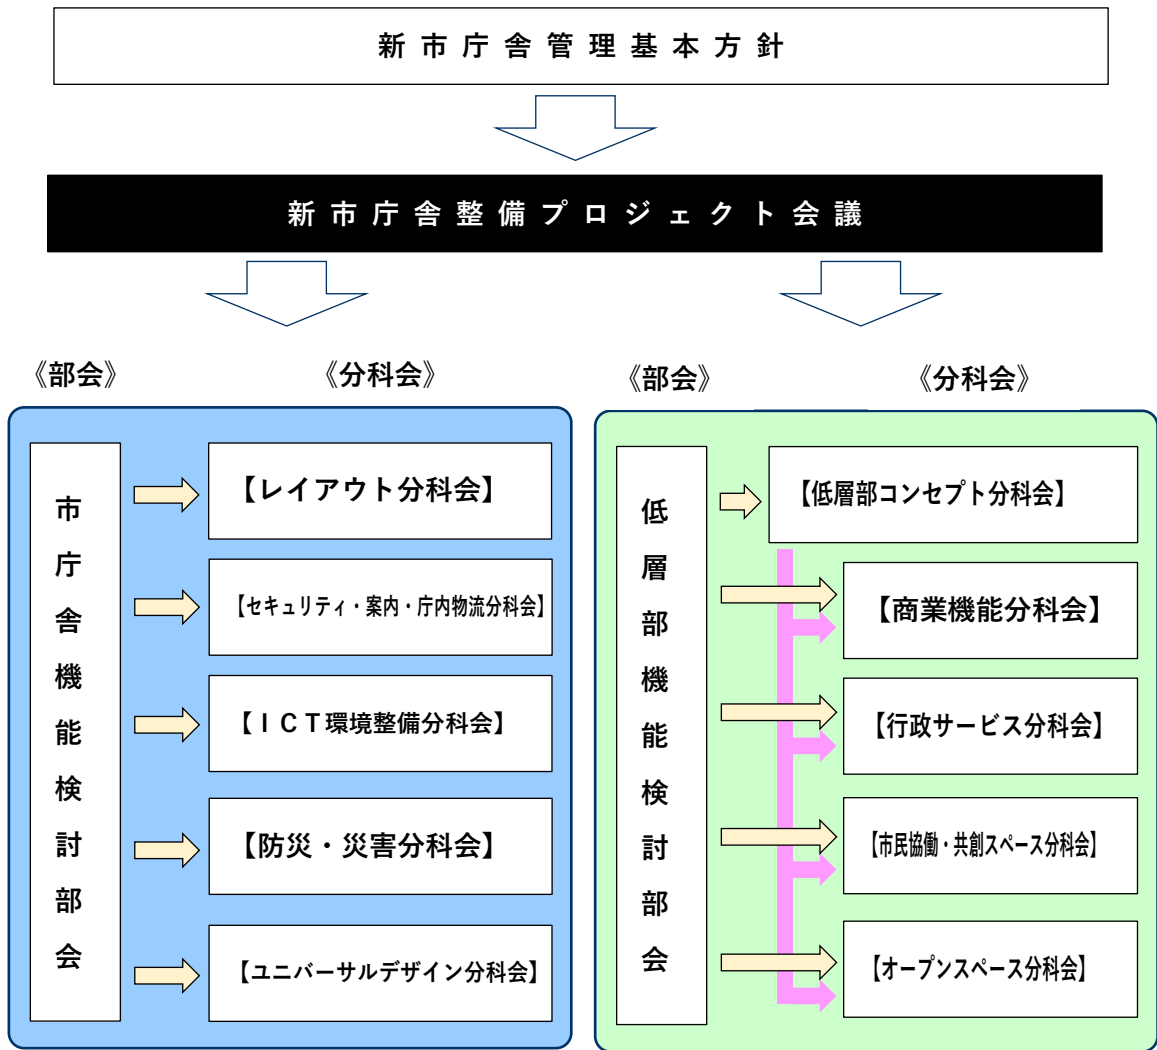 新市庁舎管理基本方針
新市庁舎整備プロジェクト会議
《部会》
《分科会》
市庁舎機能検討部会
【レイアウト分科会】
【セキュリティ・案内・庁内物流分科会】
【ＩＣＴ環境整備分科会】
【防災・災害分科会】
【ユニバーサルデザイン分科会】
《部会》
《分科会》
低層部機能検討部会
【低層部コンセプト分科会】
【商業機能分科会】
【行政サービス分科会】
【市民協働・共創スペース分科会】
【オープンスペース分科会】